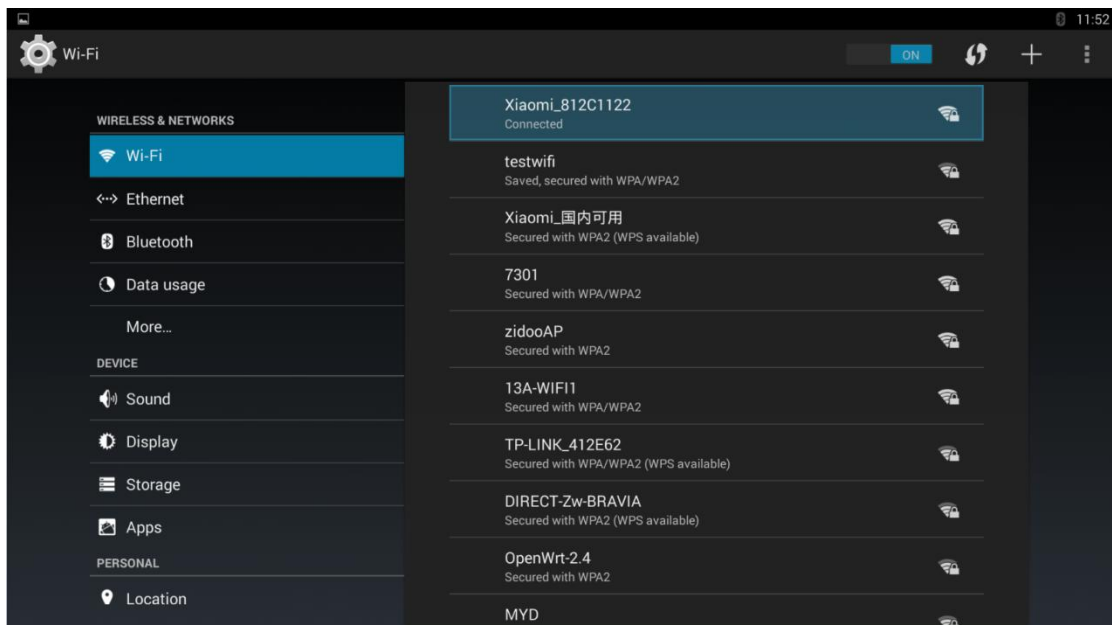 11:52
Wi-Fi
ON
WIRELESS & NETWORKS
Wi-Fi
Ethernet
Bluetooth
Data usage
More...
DEVICE
Sound
Display
Storage
Apps
PERSONAL
Location
Xiaomi_812C1122
Connected
testwifi
Saved, secured with WPA/WPA2
Xiaomi_国内可用
Secured with WPA2 (WPS available)
7301
Secured with WPA/WPA2
zidooAP
Secured with WPA2
13A-WIFI1
Secured with WPA/WPA2
TP-LINK_412E62
Secured with WPA/WPA2 (WPS available)
DIRECT-Zw-BRAVIA
Secured with WPA2 (WPS available)
OpenWrt-2.4
Secured with WPA2
MYD